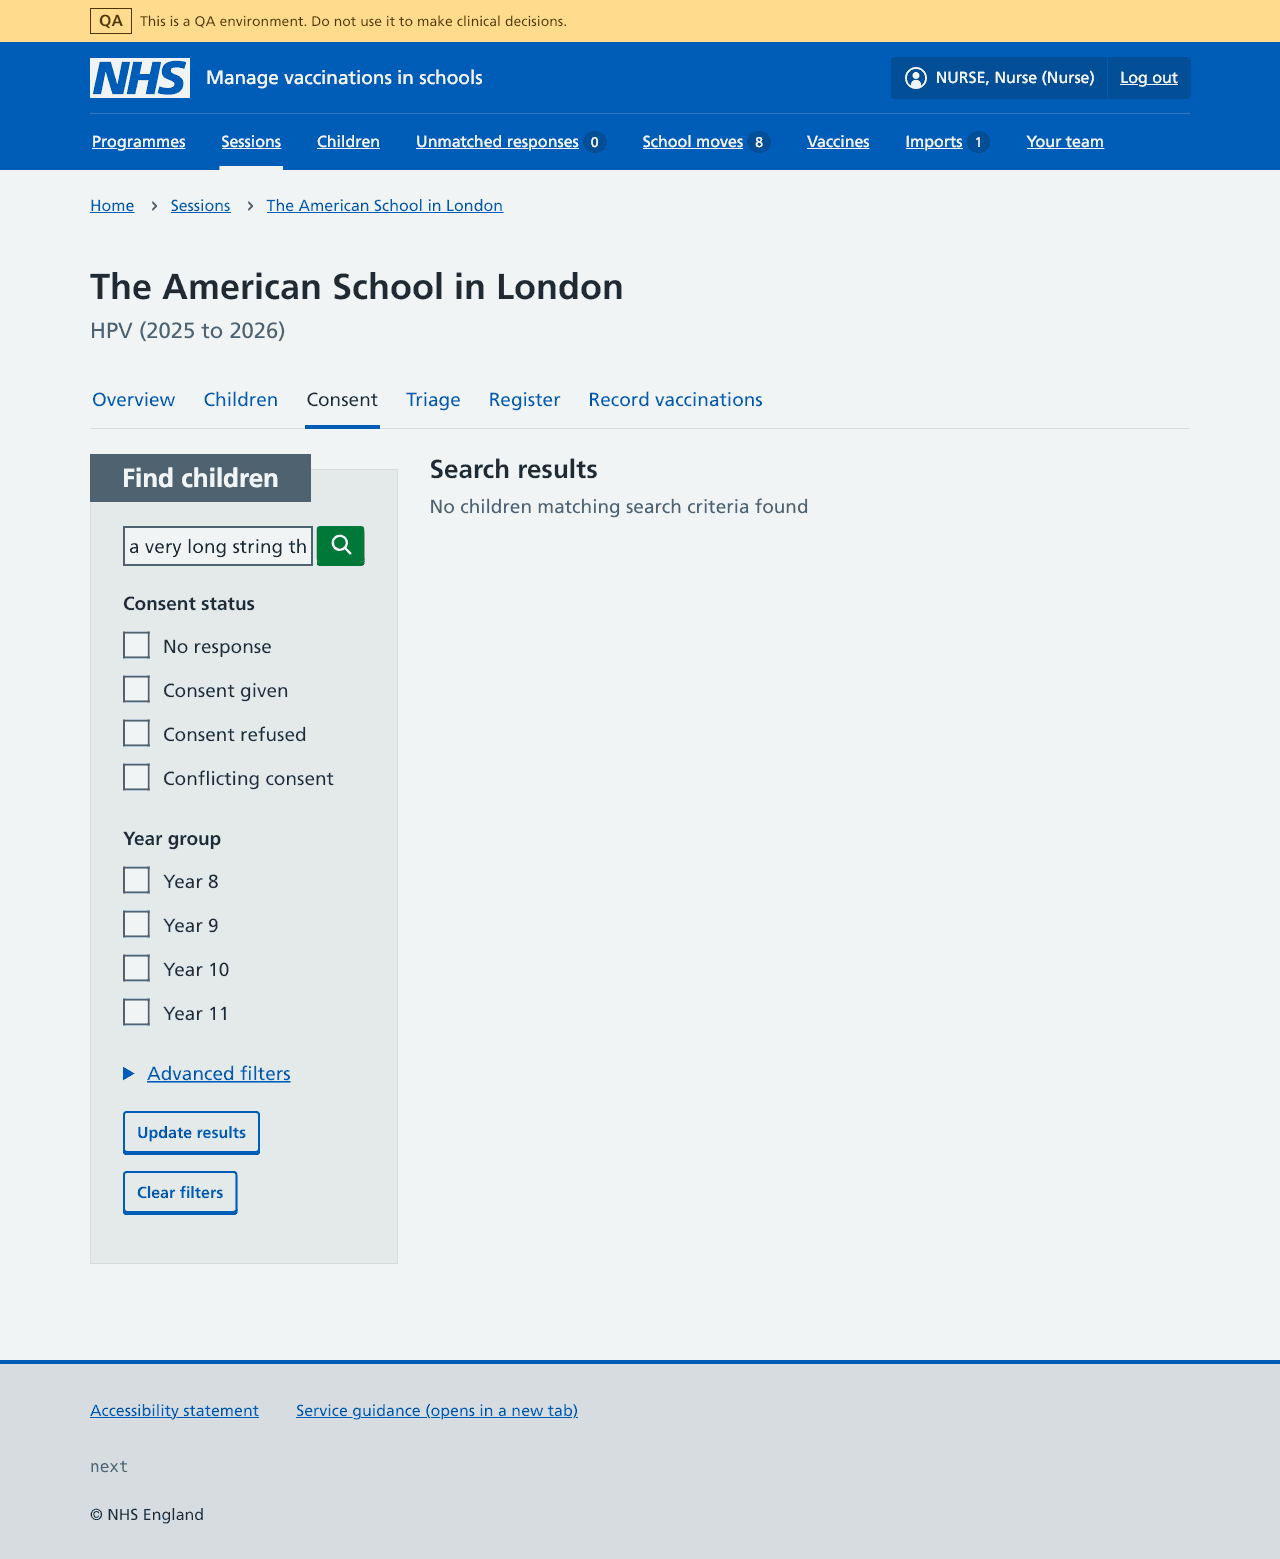 QA This is a QA environment. Do not use it to make clinical decisions.
NHS Manage vaccinations in schools NURSE, Nurse (Nurse) Log out
Programmes Sessions Children Unmatched responses 0 School moves 8 Vaccines Imports 1 Your team
Home Sessions The American School in London
The American School in London
HPV (2025 to 2026)
Overview Children Consent Triage Register Record vaccinations
Find children
a very long string th
Consent status
No response
Consent given
Consent refused
Conflicting consent
Year group
Year 8
Year 9
Year 10
Year 11
Advanced filters
Update results
Clear filters
Search results
No children matching search criteria found
Accessibility statement Service guidance (opens in a new tab)
next
© NHS England